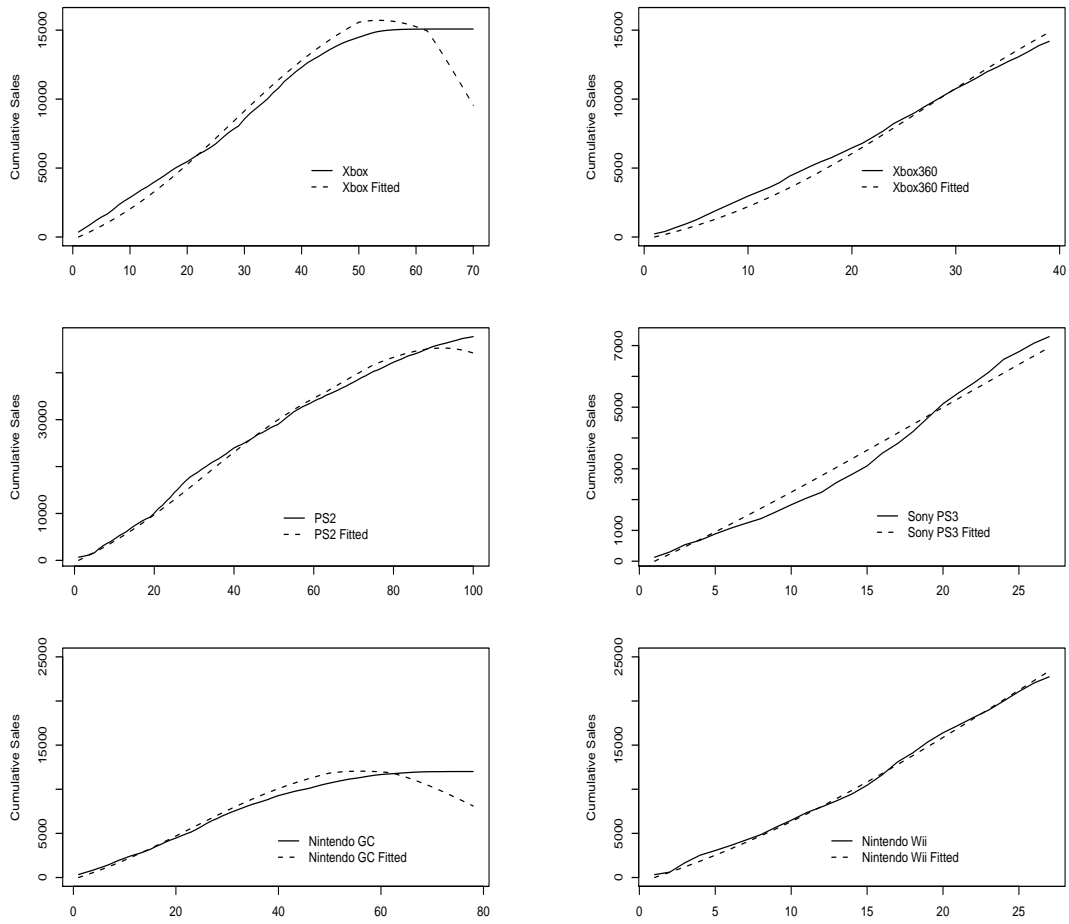 Cumulative Sales
0 5000 10000 15000
Xbox
Xbox Fitted
0 10 20 30 40 50 60 70
Cumulative Sales
0 5000 10000 15000
Xbox360
Xbox360 Fitted
0 10 20 30 40
Cumulative Sales
0 10000 30000
PS2
PS2 Fitted
0 20 40 60 80 100
Cumulative Sales
0 1000 3000 5000 7000
Sony PS3
Sony PS3 Fitted
0 5 10 15 20 25
Cumulative Sales
0 5000 15000 25000
Nintendo GC
Nintendo GC Fitted
0 20 40 60 80
Cumulative Sales
0 5000 15000 25000
Nintendo Wii
Nintendo Wii Fitted
0 5 10 15 20 25